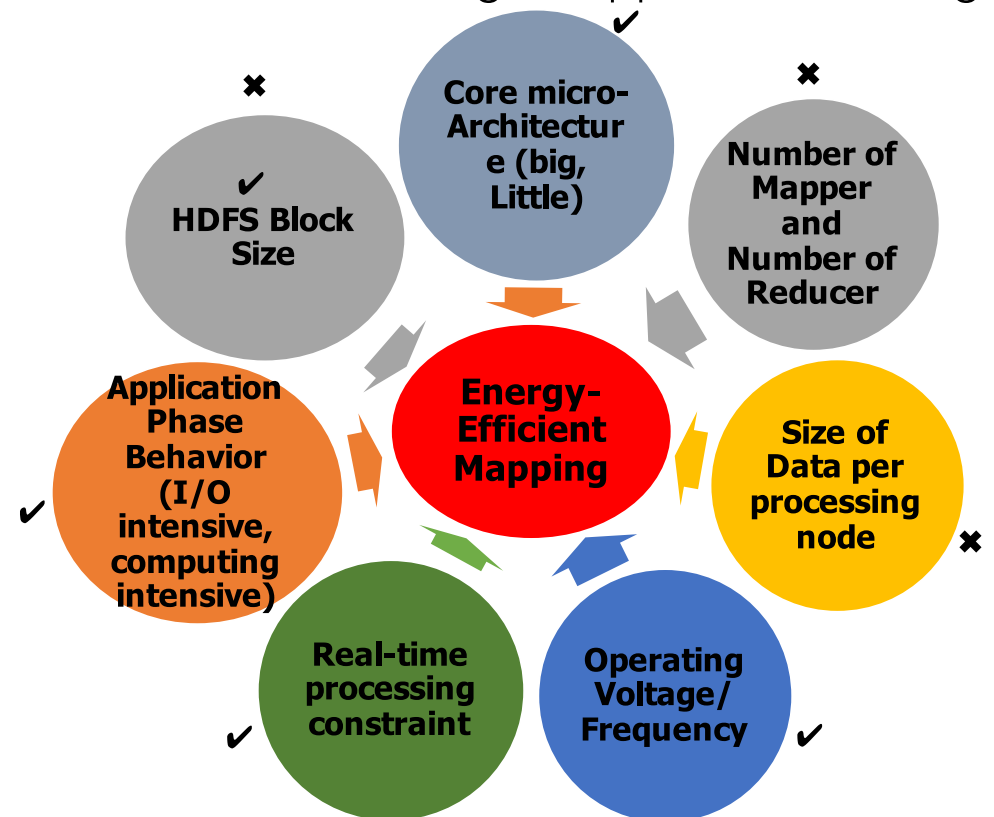 Core micro-
Architectur
e (big,
Little)
Number of
Mapper
and
Number of
Reducer
HDFS Block
Size
Energy-
Efficient
Mapping
Application
Phase
Behavior
(I/O
intensive,
computing
intensive)
Size of
Data per
processing
node
Real-time
processing
constraint
Operating
Voltage/
Frequency